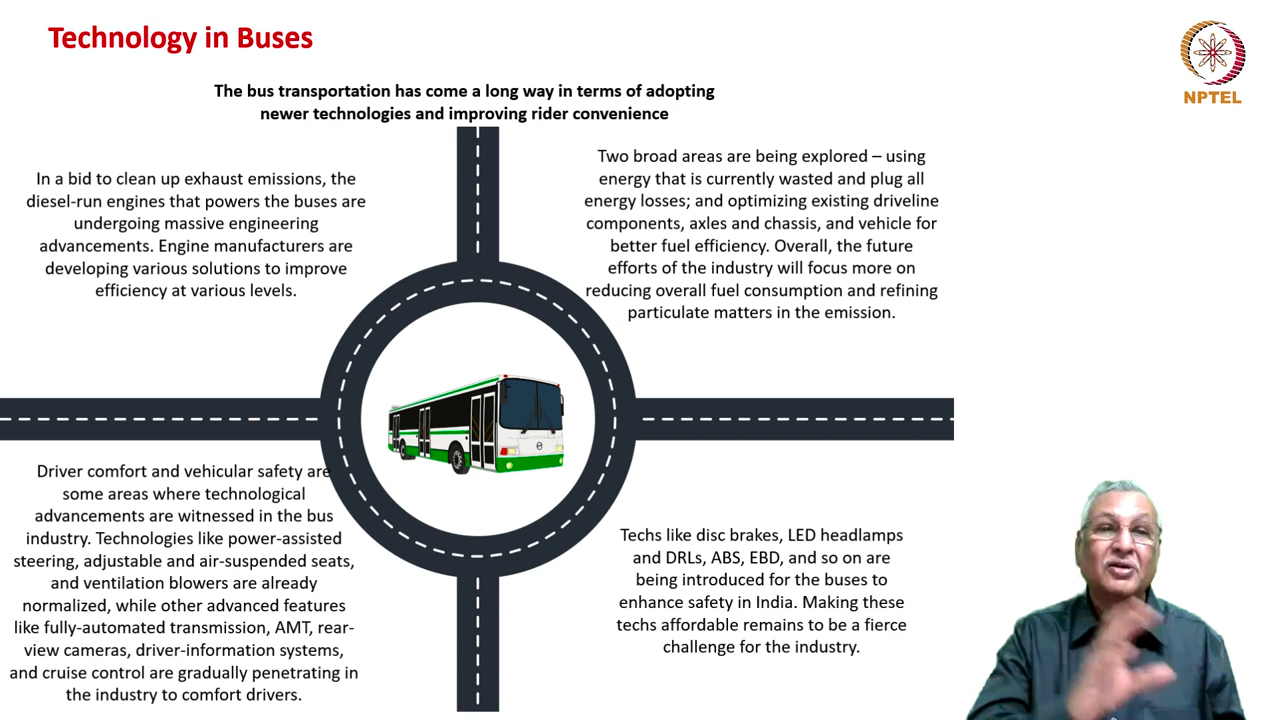 Technology in Buses
NPTEL
The bus transportation has come a long way in terms of adopting
newer technologies and improving rider convenience
In a bid to clean up exhaust emissions, the
diesel-run engines that powers the buses are
undergoing massive engineering
advancements. Engine manufacturers are
developing various solutions to improve
efficiency at various levels.
Two broad areas are being explored – using
energy that is currently wasted and plug all
energy losses; and optimizing existing driveline
components, axles and chassis, and vehicle for
better fuel efficiency. Overall, the future
efforts of the industry will focus more on
reducing overall fuel consumption and refining
particulate matters in the emission.
Driver comfort and vehicular safety are
some areas where technological
advancements are witnessed in the bus
industry. Technologies like power-assisted
steering, adjustable and air-suspended seats,
and ventilation blowers are already
normalized, while other advanced features
like fully-automated transmission, AMT, rear-
view cameras, driver-information systems,
and cruise control are gradually penetrating in
the industry to comfort drivers.
Techs like disc brakes, LED headlamps
and DRLs, ABS, EBD, and so on are
being introduced for the buses to
enhance safety in India. Making these
techs affordable remains to be a fierce
challenge for the industry.